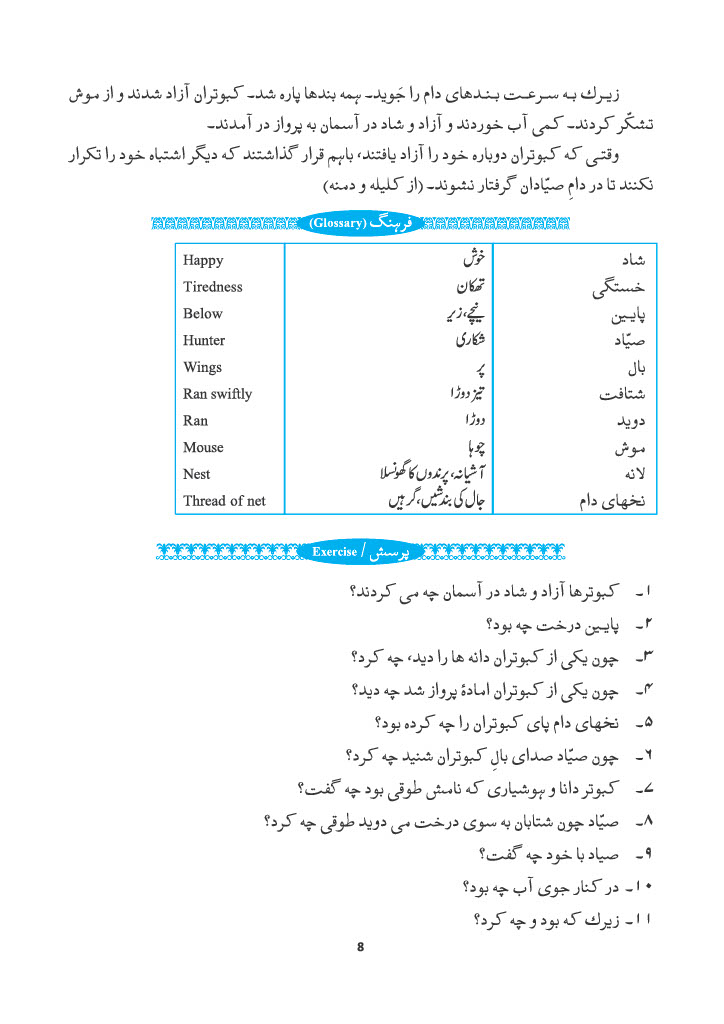 زیرك به سرعت بندهای دام را جَوید۔ همه بندها پاره شد۔ کبوتران آزاد شدند و از موش
تشکّر کردند۔ کمی آب خوردند و آزاد و شاد در آسمان به پرواز در آمدند۔
وقتی که کبوتران دوباره خود را آزاد یافتند، باهم قرار گذاشتند که دیگر اشتباه خود را تکرار
نکنند تا در دامِ صیّادان گرفتار نشوند۔ (از کلیله و دمنه)
فرہنگ (Glossary)
شاد خوش Happy
خستگی تھکان Tiredness
پایین نیچے، زیر Below
صیّاد شکاری Hunter
بال پر Wings
شتافت تیز دوڑا Ran swiftly
دوید دوڑا Ran
موش چوہا Mouse
لانه آشیانہ، پرندوں کا گھونسلا Nest
نخهای دام جال کی بندشیں، گرہیں Thread of net
پرسش / Exercise
۱۔ کبوترها آزاد و شاد در آسمان چه می کردند؟
۲۔ پایین درخت چه بود؟
۳۔ چون یکی از کبوتران دانه ها را دید، چه کرد؟
۴۔ چون یکی از کبوتران امادۀ پرواز شد چه دید؟
۵۔ نخهای دام پای کبوتران را چه کرده بود؟
۶۔ چون صیّاد صدای بالِ کبوتران شنید چه کرد؟
۷۔ کبوتر دانا و هوشیاری که نامش طوقی بود چه گفت؟
۸۔ صیّاد چون شتابان به سوی درخت می دوید طوقی چه کرد؟
۹۔ صیاد با خود چه گفت؟
۱۰۔ در کنار جوی آب چه بود؟
۱۱۔ زیرك که بود و چه کرد؟
8